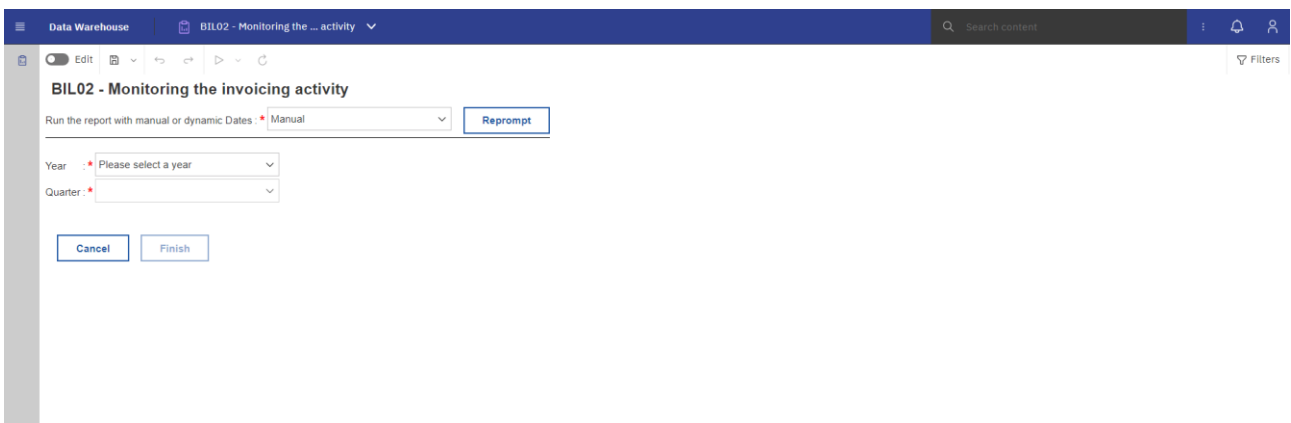 Data Warehouse BIL02 - Monitoring the ... activity Search content
Edit Filters
BIL02 - Monitoring the invoicing activity
Run the report with manual or dynamic Dates : * Manual Reprompt
Year : * Please select a year
Quarter : *
Cancel Finish